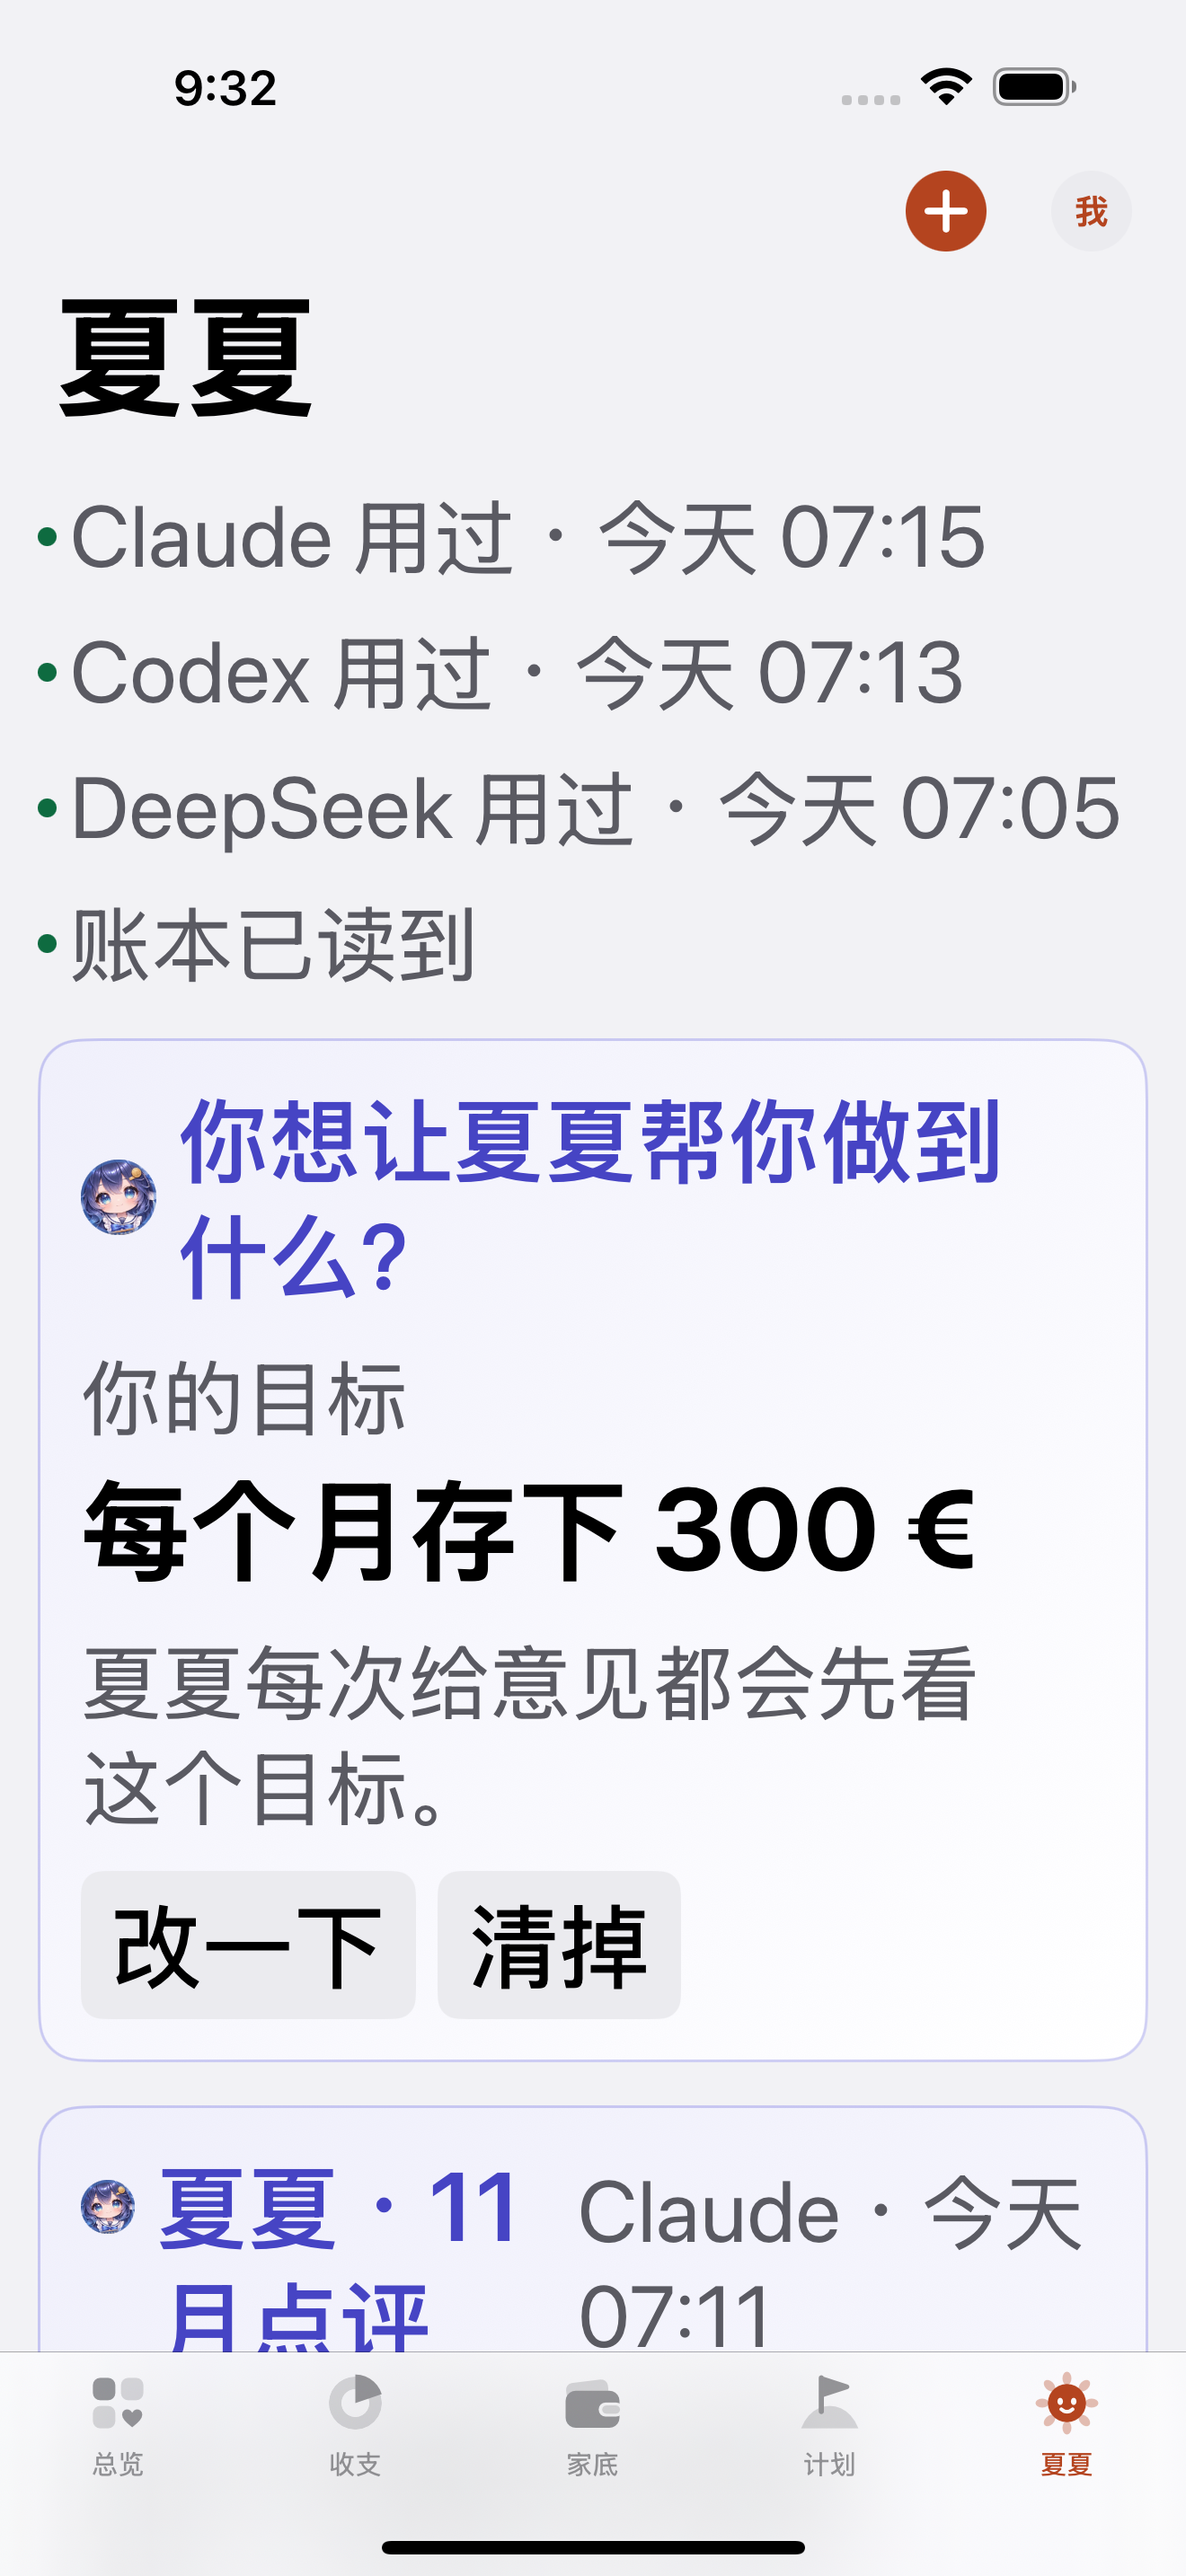 9:32
我
夏夏
Claude 用过 · 今天 07:15
Codex 用过 · 今天 07:13
DeepSeek 用过 · 今天 07:05
账本已读到
你想让夏夏帮你做到
什么?
你的目标
每个月存下 300 €
夏夏每次给意见都会先看
这个目标。
改一下 清掉
夏夏 · 11
月点评
Claude · 今天
07:11
总览 收支 家底 计划 夏夏